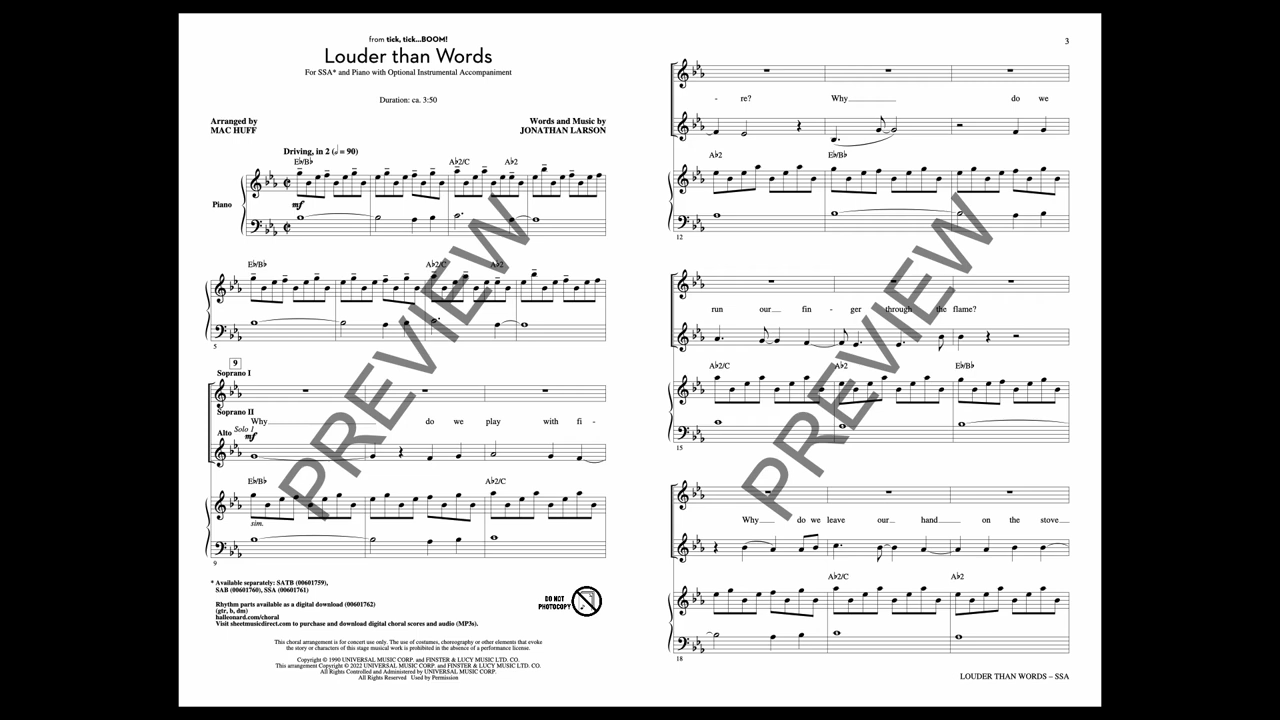 from tick, tick...BOOM!
Louder than Words
For SSA* and Piano with Optional Instrumental Accompaniment
Duration: ca. 3:50
Arranged by
MAC HUFF
Words and Music by
JONATHAN LARSON
Driving, in 2 (𝅗𝅥 = 90)
E♭/B♭ A♭2/C A♭2
Piano
mf
E♭/B♭ A♭2/C A♭2
5
9
Soprano I
Soprano II
Why do we play with fi -
Alto Solo 1
mf
E♭/B♭ A♭2/C
sim.
9
* Available separately: SATB (00601759),
SAB (00601760), SSA (00601761)
Rhythm parts available as a digital download (00601762)
(gtr, b, dm)
halleonard.com/choral
Visit sheetmusicdirect.com to purchase and download digital choral scores and audio (MP3s).
DO NOT
PHOTOCOPY
This choral arrangement is for concert use only. The use of costumes, choreography or other elements that evoke
the story or characters of this stage musical work is prohibited in the absence of a performance license.
Copyright © 1990 UNIVERSAL MUSIC CORP. and FINSTER & LUCY MUSIC LTD. CO.
This arrangement Copyright © 2022 UNIVERSAL MUSIC CORP. and FINSTER & LUCY MUSIC LTD. CO.
All Rights Controlled and Administered by UNIVERSAL MUSIC CORP.
All Rights Reserved Used by Permission
PREVIEW
3
- re? Why do we
A♭2 E♭/B♭
12
run our fin - ger through the flame?
A♭2/C A♭2 E♭/B♭
15
Why do we leave our hand on the stove
A♭2/C A♭2
18
LOUDER THAN WORDS – SSA
PREVIEW